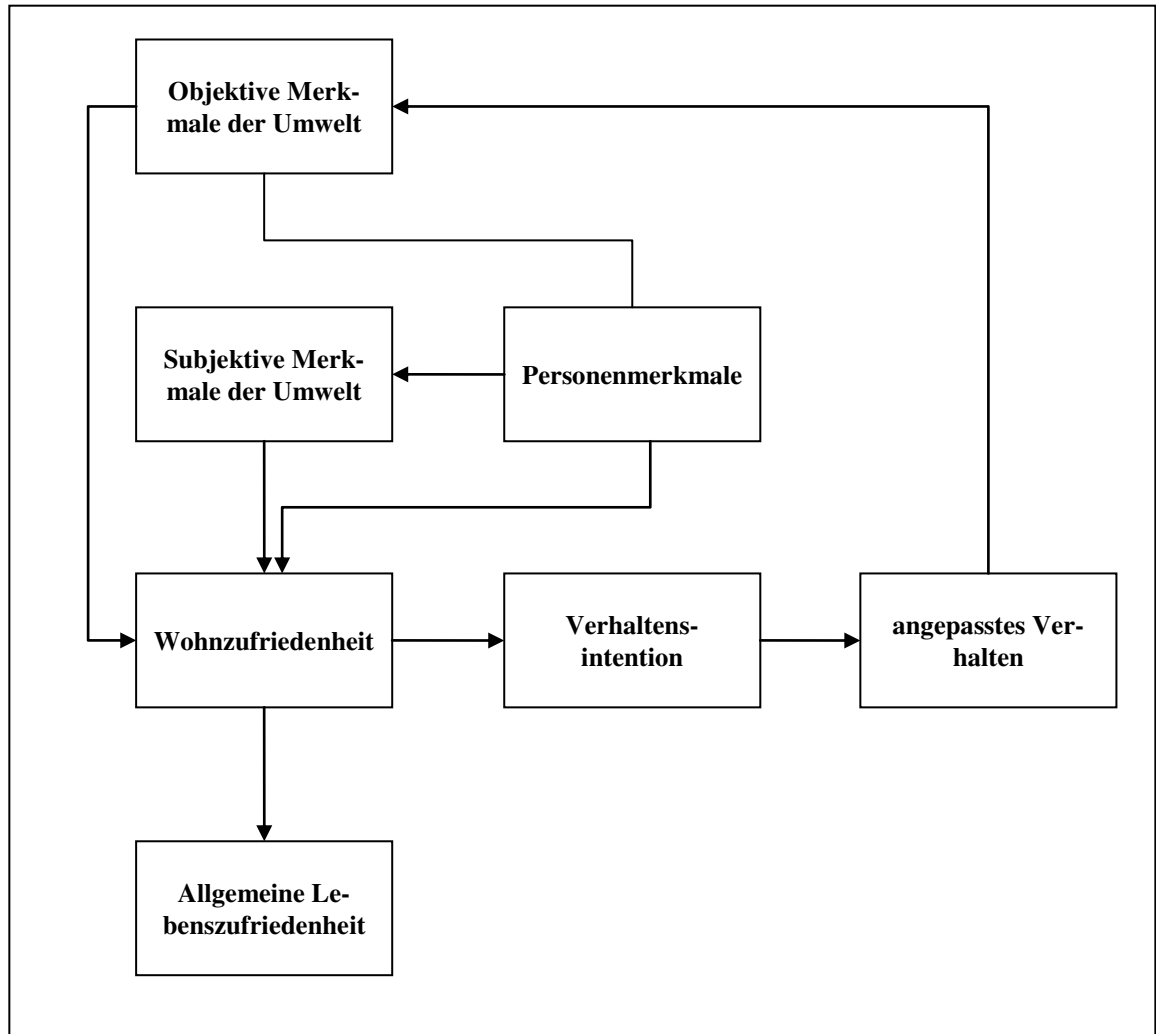 Objektive Merk-
male der Umwelt
Subjektive Merk-
male der Umwelt
Personenmerkmale
Wohnzufriedenheit
Verhaltens-
intention
angepasstes Ver-
halten
Allgemeine Le-
benszufriedenheit